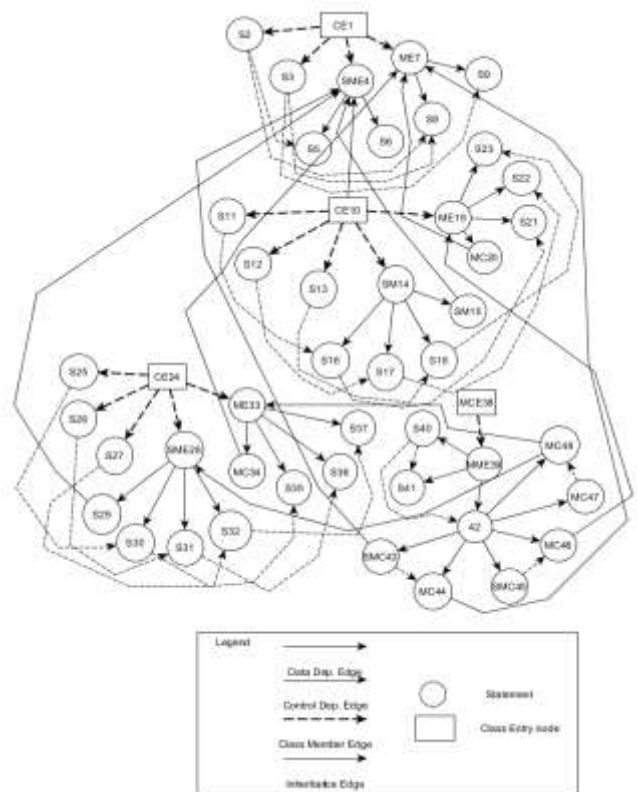 CE1
S2
ME7
S3
SME4
S9
S8
S5
S6
S23
S22
S11
CE10
ME19
S21
S12
MC20
S13
SM14
SM15
S16
S17
S18
S25
CE24
ME33
MCE38
S26
S37
S40
S27
SME28
MC48
MME39
MC34
S36
S35
S41
MC47
S29
S32
42
S30
S31
SMC43
MC46
MC44
SMC45
Legend
Data Dep. Edge
Statement
Control Dep. Edge
Class Entry node
Class Member Edge
Inheritance Edge